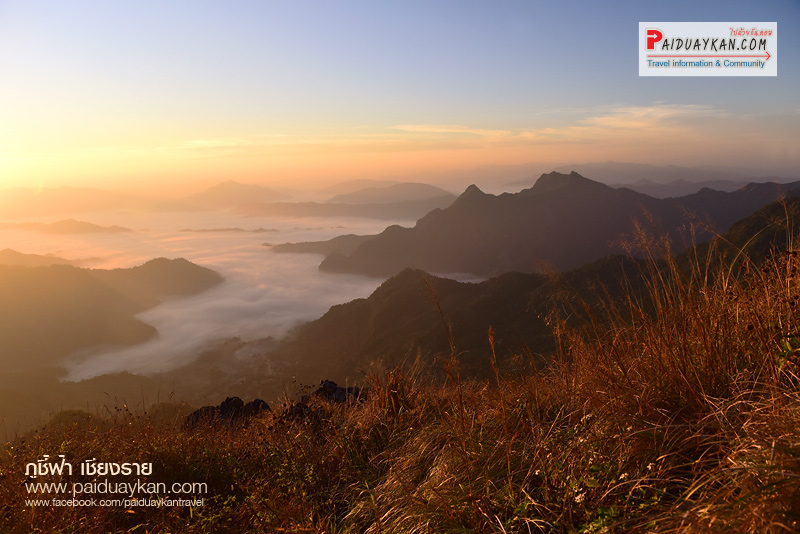 ไปด้วยกันดอทคอม
PAIDUAYKAN.COM
Travel information & Community
ภูชี้ฟ้า เชียงราย
www.paiduaykan.com
www.facebook.com/paiduaykantravel